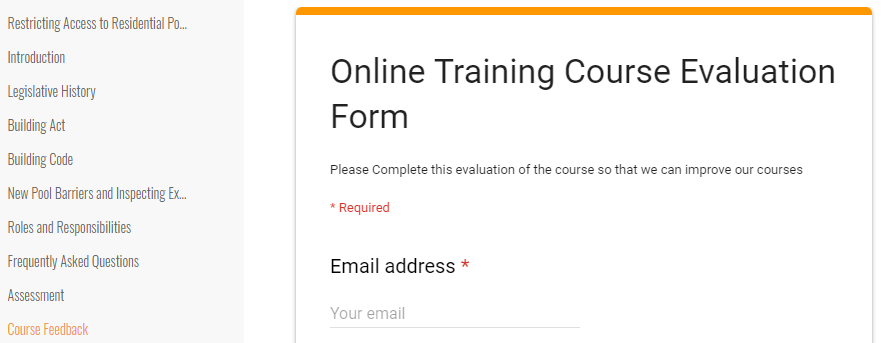 Restricting Access to Residential Po...
Introduction
Legislative History
Building Act
Building Code
New Pool Barriers and Inspecting Ex...
Roles and Responsibilities
Frequently Asked Questions
Assessment
Course Feedback
Online Training Course Evaluation
Form
Please Complete this evaluation of the course so that we can improve our courses
* Required
Email address *
Your email